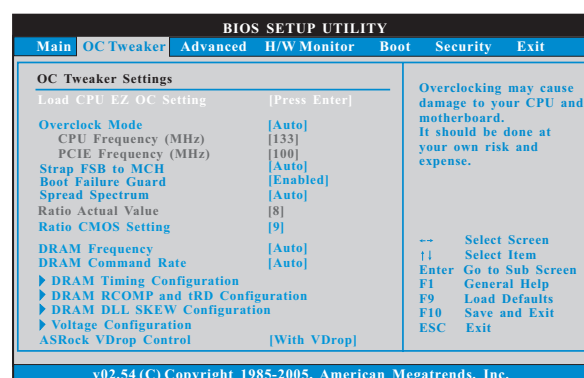 BIOS SETUP UTILITY
Main OC Tweaker Advanced H/W Monitor Boot Security Exit
OC Tweaker Settings
Load CPU EZ OC Setting [Press Enter]
Overclock Mode [Auto]
CPU Frequency (MHz) [133]
PCIE Frequency (MHz) [100]
Strap FSB to MCH [Auto]
Boot Failure Guard [Enabled]
Spread Spectrum [Auto]
Ratio Actual Value [8]
Ratio CMOS Setting [9]
DRAM Frequency [Auto]
DRAM Command Rate [Auto]
DRAM Timing Configuration
DRAM RCOMP and tRD Configuration
DRAM DLL SKEW Configuration
Voltage Configuration
ASRock VDrop Control [With VDrop]
Overclocking may cause
damage to your CPU and
motherboard.
It should be done at
your own risk and
expense.
←→ Select Screen
↑↓ Select Item
Enter Go to Sub Screen
F1 General Help
F9 Load Defaults
F10 Save and Exit
ESC Exit
v02.54 (C) Copyright 1985-2005, American Megatrends, Inc.